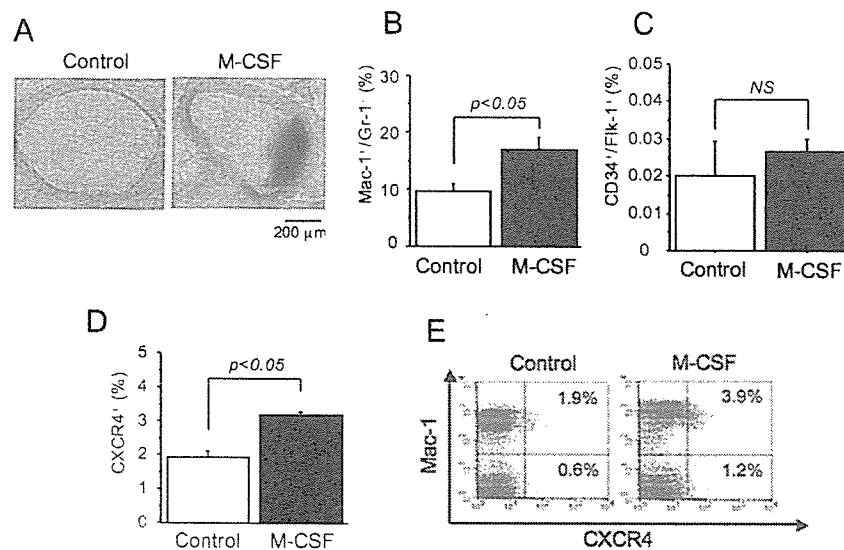 A
Control M-CSF
200 µm
B
Mac-1+/Gr-1- (%)
30
20
10
0
p<0.05
Control M-CSF
C
CD34+/Flk-1+ (%)
0.05
0.04
0.03
0.02
0.01
0
NS
Control M-CSF
D
CXCR4+ (%)
5
4
3
2
1
0
p<0.05
Control M-CSF
E
Control M-CSF
1.9% 3.9%
0.6% 1.2%
Mac-1
CXCR4